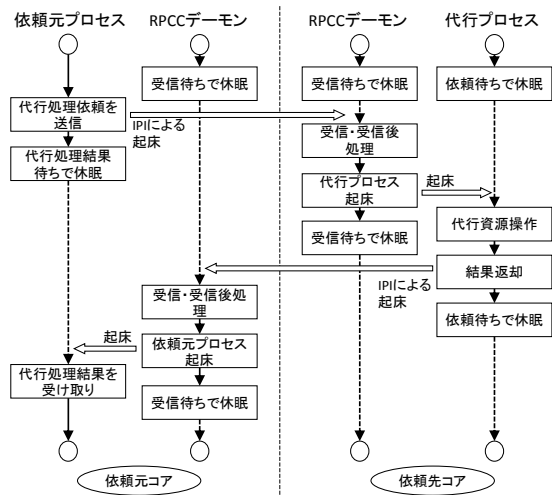 依頼元プロセス
RPCCデーモン
RPCCデーモン
代行プロセス
受信待ちで休眠
受信待ちで休眠
依頼待ちで休眠
代行処理依頼を
送信
IPIによる
起床
受信・受信後
処理
代行処理結果
待ちで休眠
代行プロセス
起床
起床
代行資源操作
受信待ちで休眠
結果返却
IPIによる
起床
受信・受信後処
理
依頼待ちで休眠
起床
依頼元プロセス
起床
代行処理結果を
受け取り
受信待ちで休眠
依頼元コア
依頼先コア